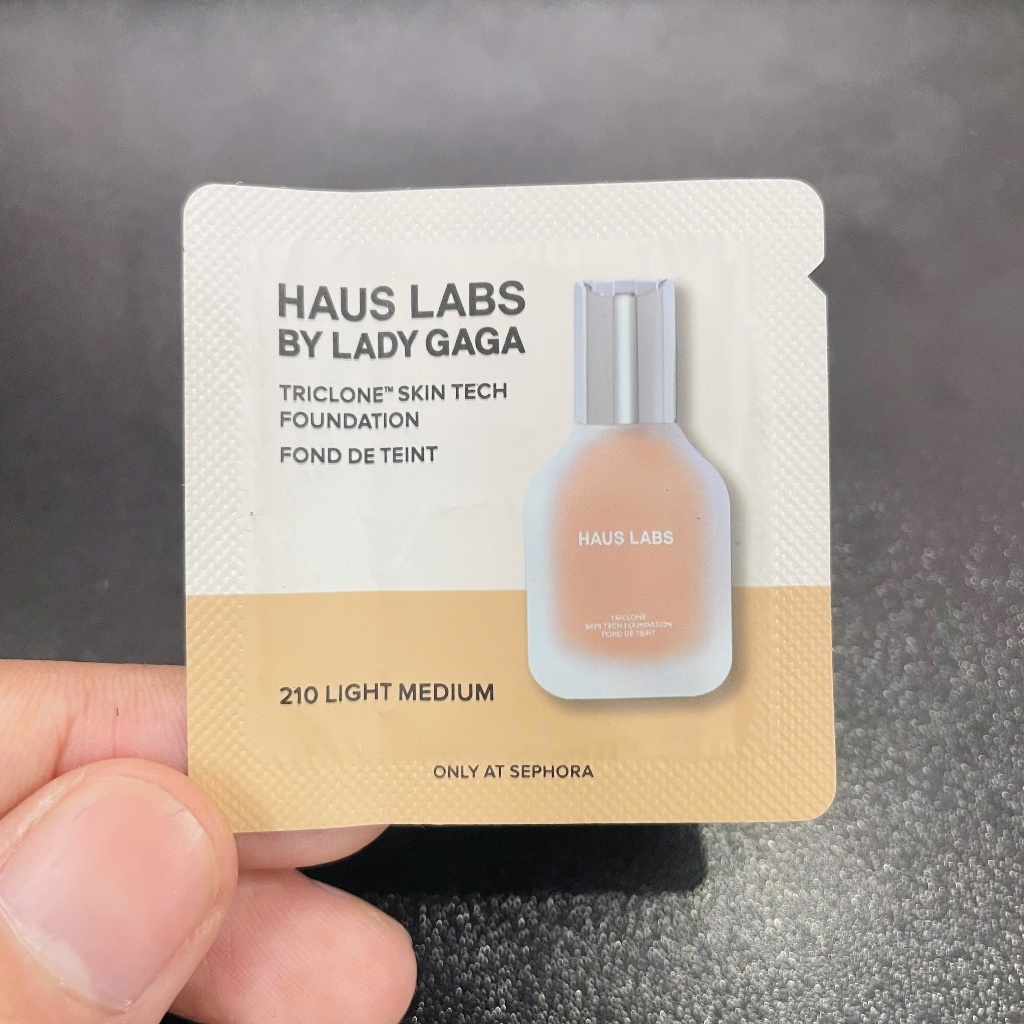 HAUS LABS
BY LADY GAGA
TRICLONE™ SKIN TECH
FOUNDATION
FOND DE TEINT
HAUS LABS
TRICLONE
SKIN TECH FOUNDATION
FOND DE TEINT
210 LIGHT MEDIUM
ONLY AT SEPHORA